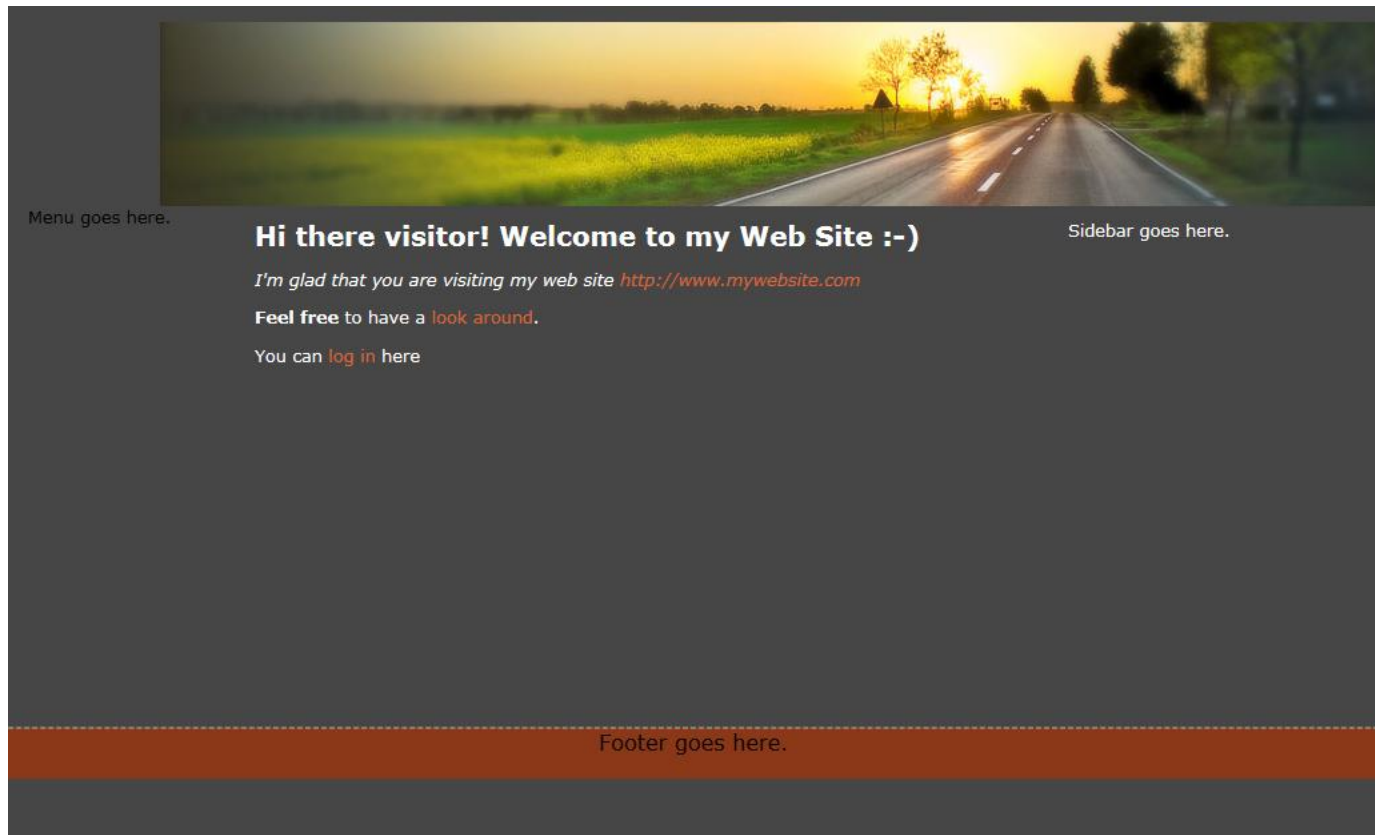 Menu goes here.
Hi there visitor! Welcome to my Web Site :-)
I'm glad that you are visiting my web site http://www.mywebsite.com
Feel free to have a look around.
You can log in here
Sidebar goes here.
Footer goes here.